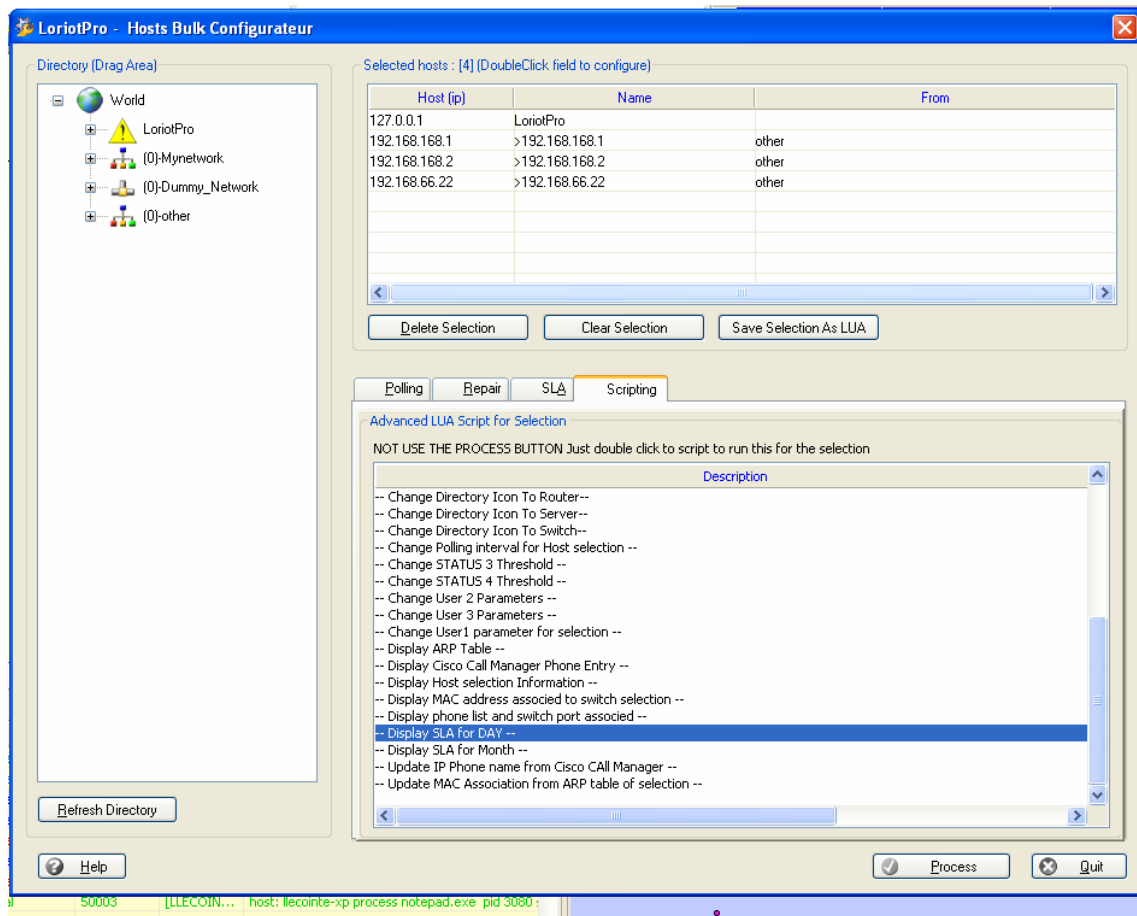 LoriotPro - Hosts Bulk Configurateur
Directory (Drag Area)
World
LoriotPro
(0)-Mynetwork
(0)-Dummy_Network
(0)-other
Refresh Directory
Selected hosts : [4] (DoubleClick field to configure)
Host (ip) Name From
127.0.0.1 LoriotPro
192.168.168.1 >192.168.168.1 other
192.168.168.2 >192.168.168.2 other
192.168.66.22 >192.168.66.22 other
Delete Selection Clear Selection Save Selection As LUA
Polling Repair SLA Scripting
Advanced LUA Script for Selection
NOT USE THE PROCESS BUTTON Just double click to script to run this for the selection
Description
-- Change Directory Icon To Router--
-- Change Directory Icon To Server--
-- Change Directory Icon To Switch--
-- Change Polling interval for Host selection --
-- Change STATUS 3 Threshold --
-- Change STATUS 4 Threshold --
-- Change User 2 Parameters --
-- Change User 3 Parameters --
-- Change User1 parameter for selection --
-- Display ARP Table --
-- Display Cisco Call Manager Phone Entry --
-- Display Host selection Information --
-- Display MAC address associed to switch selection --
-- Display phone list and switch port associed --
-- Display SLA for DAY --
-- Display SLA for Month --
-- Update IP Phone name from Cisco CAll Manager --
-- Update MAC Association from ARP table of selection --
Help Process Quit
50003 [LLECOIN... host: llecointe-xp process notepad.exe pid 3080